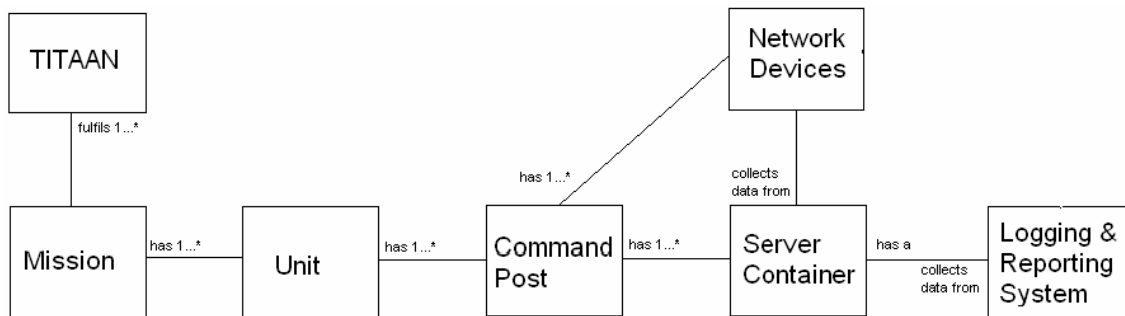 TITAAN
Network
Devices
fulfils 1...*
has 1...*
collects
data from
Mission
has 1...*
Unit
has 1...*
Command
Post
has 1...*
Server
Container
has a
collects
data from
Logging &
Reporting
System